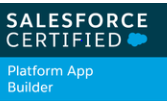 SALESFORCE
CERTIFIED
Platform App
Builder